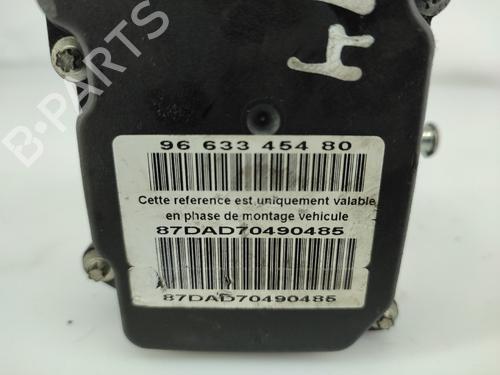 B-PARTS
H
96 633 454 80
Cette reference est uniquement valable
en phase de montage vehicule
87DAD70490485
87DAD70490485